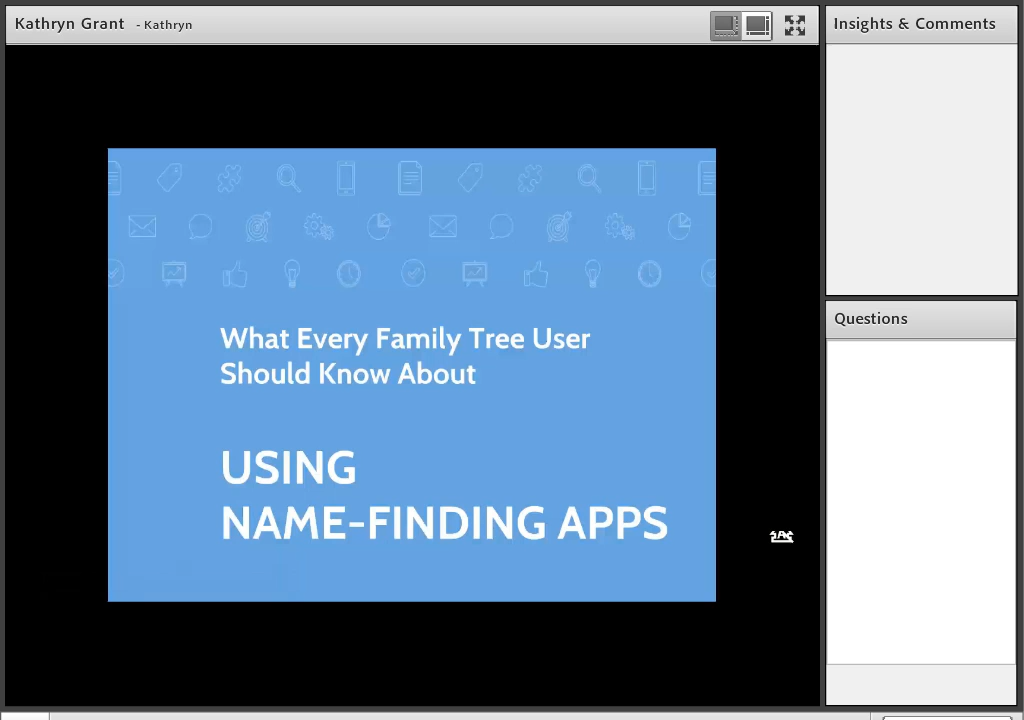 Kathryn Grant - Kathryn
Insights & Comments
What Every Family Tree User
Should Know About
USING
NAME-FINDING APPS
Questions